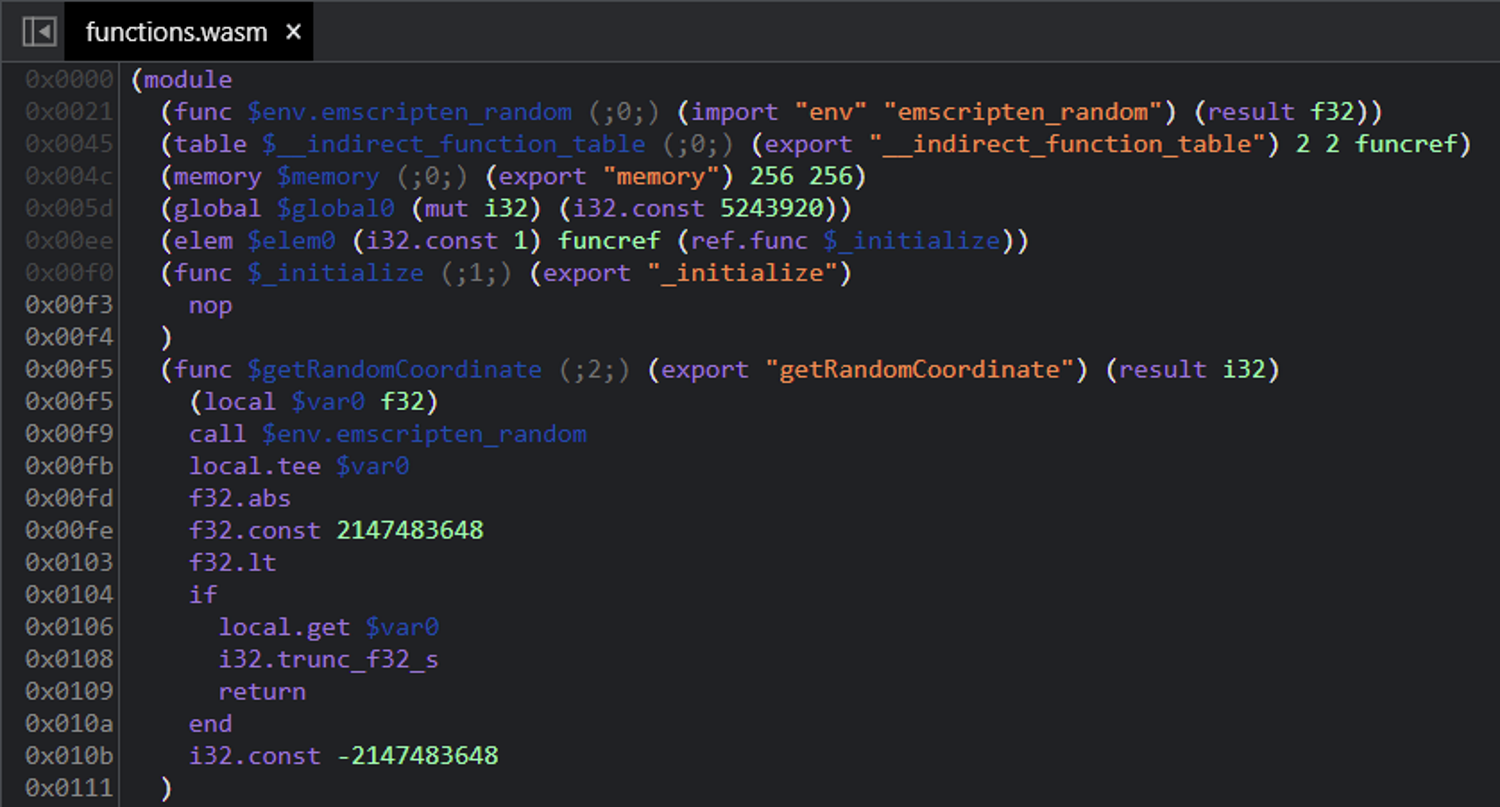 functions.wasm ×
0x0000 (module
0x0021 (func $env.emscripten_random (;0;) (import "env" "emscripten_random") (result f32))
0x0045 (table $__indirect_function_table (;0;) (export "__indirect_function_table") 2 2 funcref)
0x004c (memory $memory (;0;) (export "memory") 256 256)
0x005d (global $global0 (mut i32) (i32.const 5243920))
0x00ee (elem $elem0 (i32.const 1) funcref (ref.func $_initialize))
0x00f0 (func $_initialize (;1;) (export "_initialize")
0x00f3 nop
0x00f4 )
0x00f5 (func $getRandomCoordinate (;2;) (export "getRandomCoordinate") (result i32)
0x00f5 (local $var0 f32)
0x00f9 call $env.emscripten_random
0x00fb local.tee $var0
0x00fd f32.abs
0x00fe f32.const 2147483648
0x0103 f32.lt
0x0104 if
0x0106 local.get $var0
0x0108 i32.trunc_f32_s
0x0109 return
0x010a end
0x010b i32.const -2147483648
0x0111 )